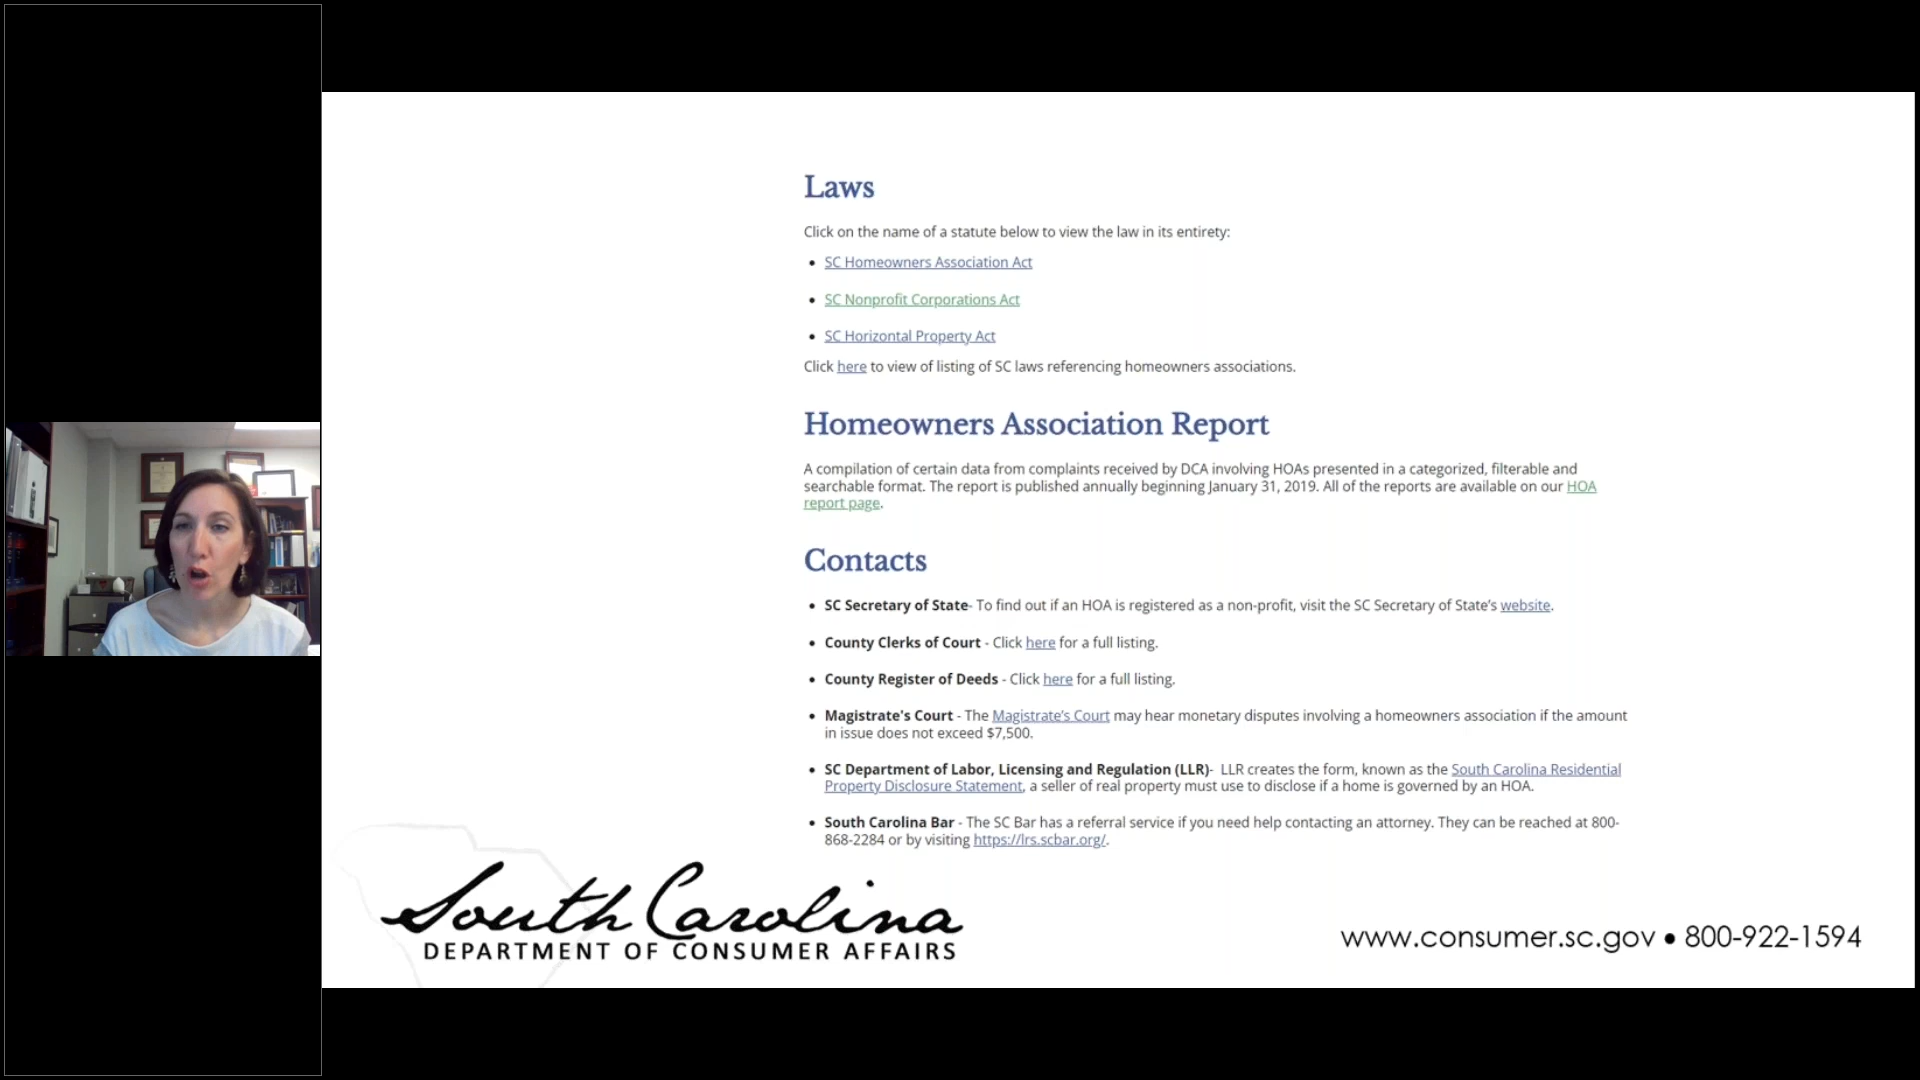 Laws
Click on the name of a statute below to view the law in its entirety:
• SC Homeowners Association Act
• SC Nonprofit Corporations Act
• SC Horizontal Property Act
Click here to view of listing of SC laws referencing homeowners associations.
Homeowners Association Report
A compilation of certain data from complaints received by DCA involving HOAs presented in a categorized, filterable and
searchable format. The report is published annually beginning January 31, 2019. All of the reports are available on our HOA
report page.
Contacts
• SC Secretary of State- To find out if an HOA is registered as a non-profit, visit the SC Secretary of State's website.
• County Clerks of Court - Click here for a full listing.
• County Register of Deeds - Click here for a full listing.
• Magistrate's Court - The Magistrate's Court may hear monetary disputes involving a homeowners association if the amount
in issue does not exceed $7,500.
• SC Department of Labor, Licensing and Regulation (LLR)- LLR creates the form, known as the South Carolina Residential
Property Disclosure Statement, a seller of real property must use to disclose if a home is governed by an HOA.
• South Carolina Bar - The SC Bar has a referral service if you need help contacting an attorney. They can be reached at 800-
868-2284 or by visiting https://lrs.scbar.org/.
South Carolina
DEPARTMENT OF CONSUMER AFFAIRS
www.consumer.sc.gov • 800-922-1594